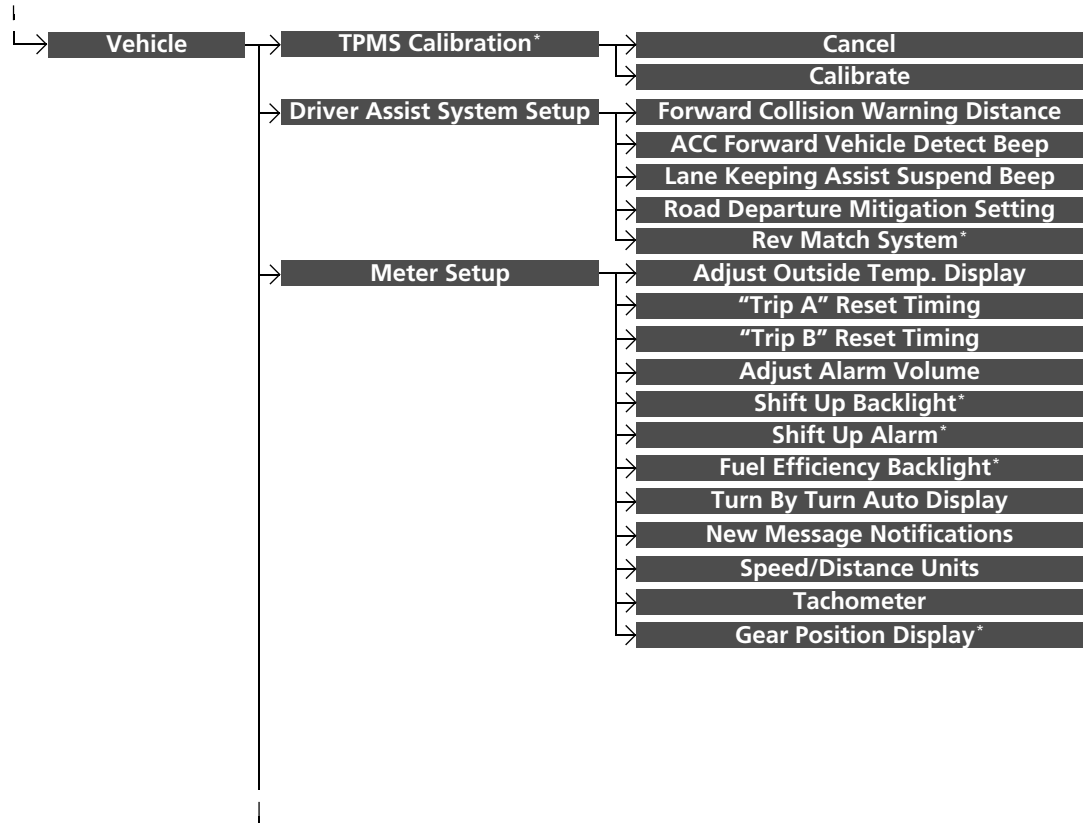 Vehicle
TPMS Calibration*
Cancel
Calibrate
Driver Assist System Setup
Forward Collision Warning Distance
ACC Forward Vehicle Detect Beep
Lane Keeping Assist Suspend Beep
Road Departure Mitigation Setting
Rev Match System*
Meter Setup
Adjust Outside Temp. Display
“Trip A” Reset Timing
“Trip B” Reset Timing
Adjust Alarm Volume
Shift Up Backlight*
Shift Up Alarm*
Fuel Efficiency Backlight*
Turn By Turn Auto Display
New Message Notifications
Speed/Distance Units
Tachometer
Gear Position Display*